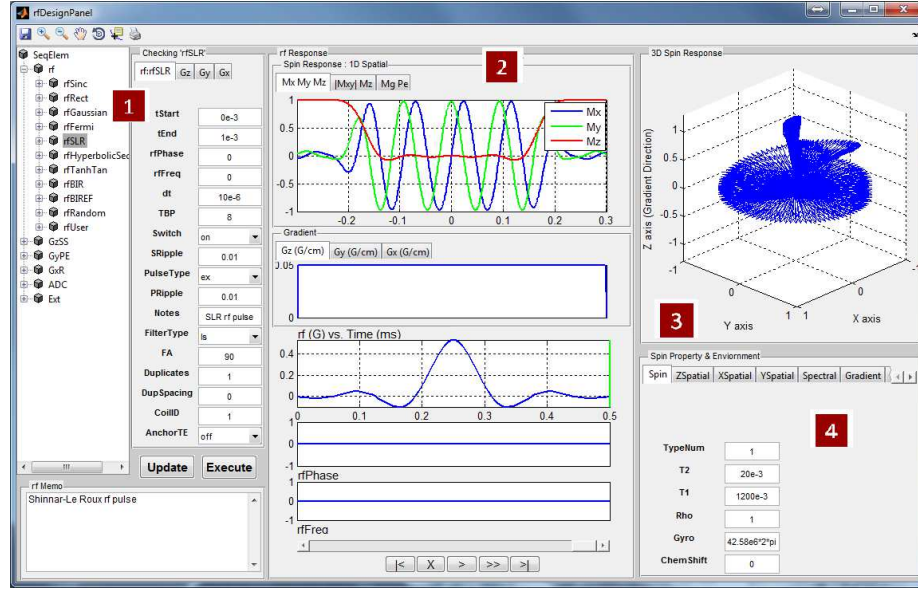 rfDesignPanel
SeqElem
rf
rfSinc
rfRect
rfGaussian
rfFermi
rfSLR
rfHyperbolicSec
rfTanhTan
rfBIR
rfBIREF
rfRandom
rfUser
GzSS
GyPE
GxR
ADC
Ext
1
Checking 'rfSLR'
rf:rfSLR Gz Gy Gx
tStart 0e-3
tEnd 1e-3
rfPhase 0
rfFreq 0
dt 10e-6
TBP 8
Switch on
SRipple 0.01
PulseType ex
PRipple 0.01
Notes SLR rf pulse
FilterType ls
FA 90
Duplicates 1
DupSpacing 0
CoilID 1
AnchorTE off
Update Execute
rf Memo
Shinnar-Le Roux rf pulse
rf Response
Spin Response : 1D Spatial
2
Mx My Mz |Mxy| Mz Mg Pe
1
0.5
0
-0.5
-1
Mx
My
Mz
-0.2 -0.1 0 0.1 0.2 0.3
Gradient
Gz (G/cm) Gy (G/cm) Gx (G/cm)
0.05
0
rf (G) vs. Time (ms)
0.4
0.2
0
0 0.1 0.2 0.3 0.4 0.5
1
0
-1
rfPhase
1
0
-1
rfFreq
|< X > >> >|
3D Spin Response
Z axis (Gradient Direction)
1
0.5
0
-0.5
-1
-1
0
1
Y axis
1
0
-1
X axis
3
Spin Property & Enviornment
Spin ZSpatial XSpatial YSpatial Spectral Gradient
4
TypeNum 1
T2 20e-3
T1 1200e-3
Rho 1
Gyro 42.58e6*2*pi
ChemShift 0